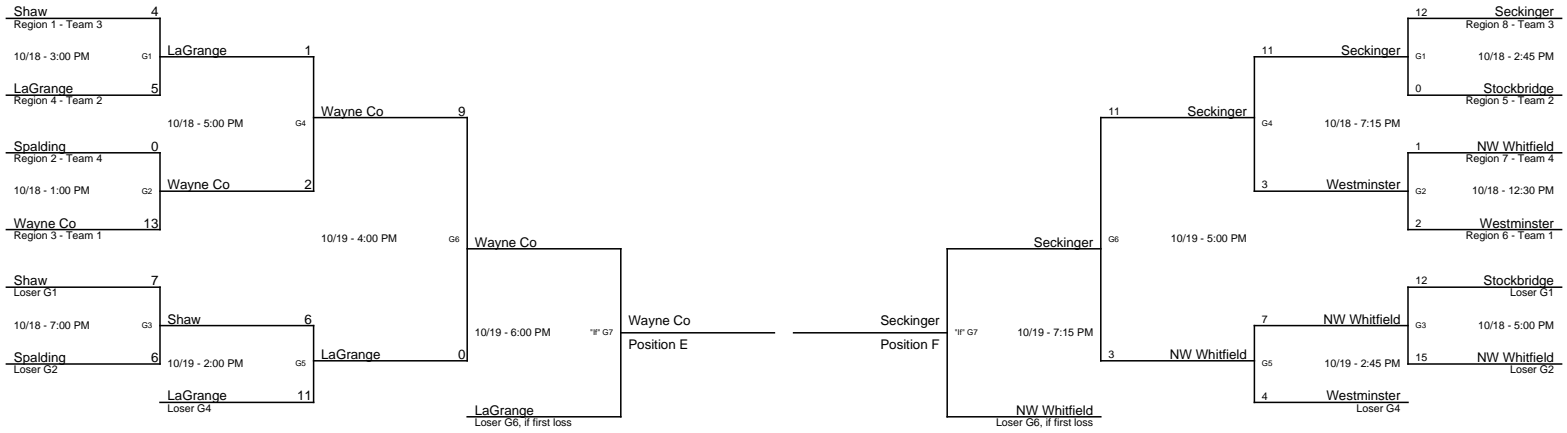 Shaw 4
Region 1 - Team 3
10/18 - 3:00 PM G1
LaGrange 5
Region 4 - Team 2
LaGrange 1
10/18 - 5:00 PM G4
Spalding 0
Region 2 - Team 4
10/18 - 1:00 PM G2
Wayne Co 13
Region 3 - Team 1
Wayne Co 2
Wayne Co 9
10/19 - 4:00 PM G6
Shaw 7
Loser G1
10/18 - 7:00 PM G3
Spalding 6
Loser G2
Shaw 6
10/19 - 2:00 PM G5
LaGrange 11
Loser G4
LaGrange 0
Wayne Co
10/19 - 6:00 PM "If" G7
LaGrange
Loser G6, if first loss
Wayne Co
Position E
Seckinger
Position F
Seckinger
"If" G7 10/19 - 7:15 PM
NW Whitfield
Loser G6, if first loss
11 Seckinger
G6 10/19 - 5:00 PM
3 NW Whitfield
11 Seckinger
G4 10/18 - 7:15 PM
3 Westminster
7 NW Whitfield
G5 10/19 - 2:45 PM
4 Westminster
Loser G4
12 Seckinger
Region 8 - Team 3
G1 10/18 - 2:45 PM
0 Stockbridge
Region 5 - Team 2
1 NW Whitfield
Region 7 - Team 4
G2 10/18 - 12:30 PM
2 Westminster
Region 6 - Team 1
12 Stockbridge
Loser G1
G3 10/18 - 5:00 PM
15 NW Whitfield
Loser G2